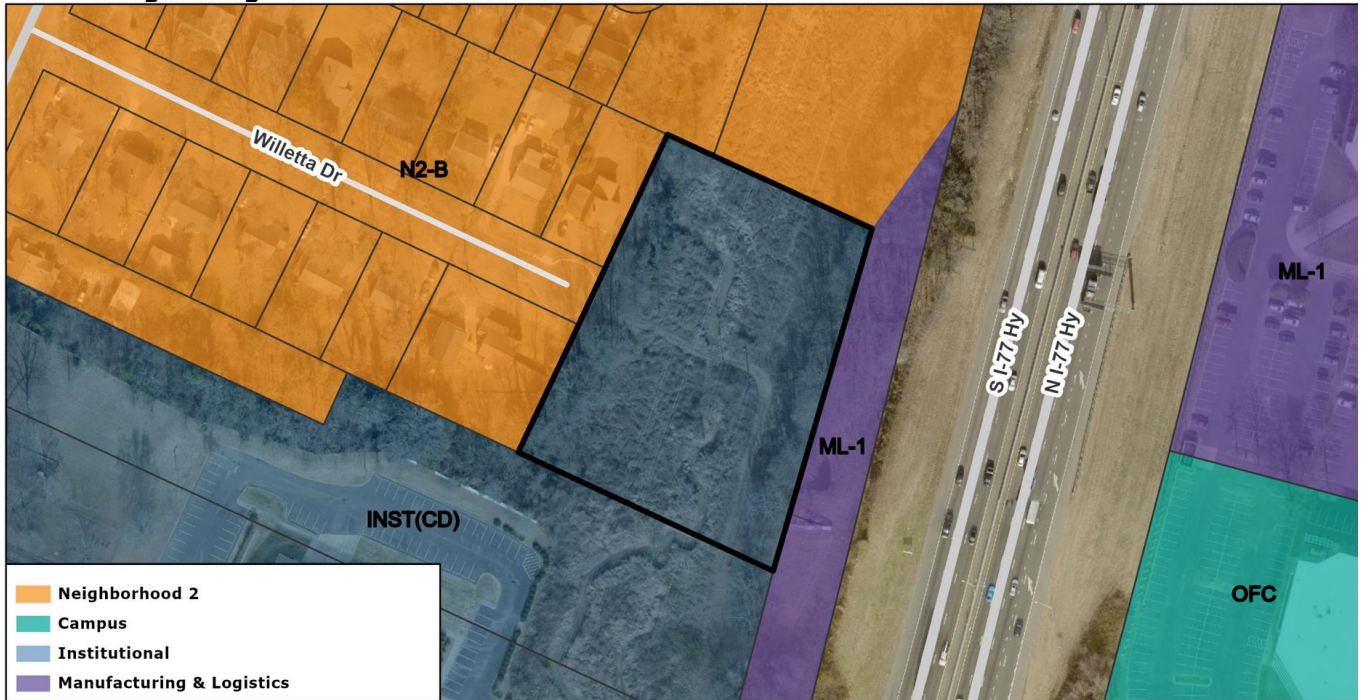 Willetta Dr
N2-B
ML-1
S I-77 Hy
N I-77 Hy
ML-1
INST(CD)
OFC
Neighborhood 2
Campus
Institutional
Manufacturing & Logistics